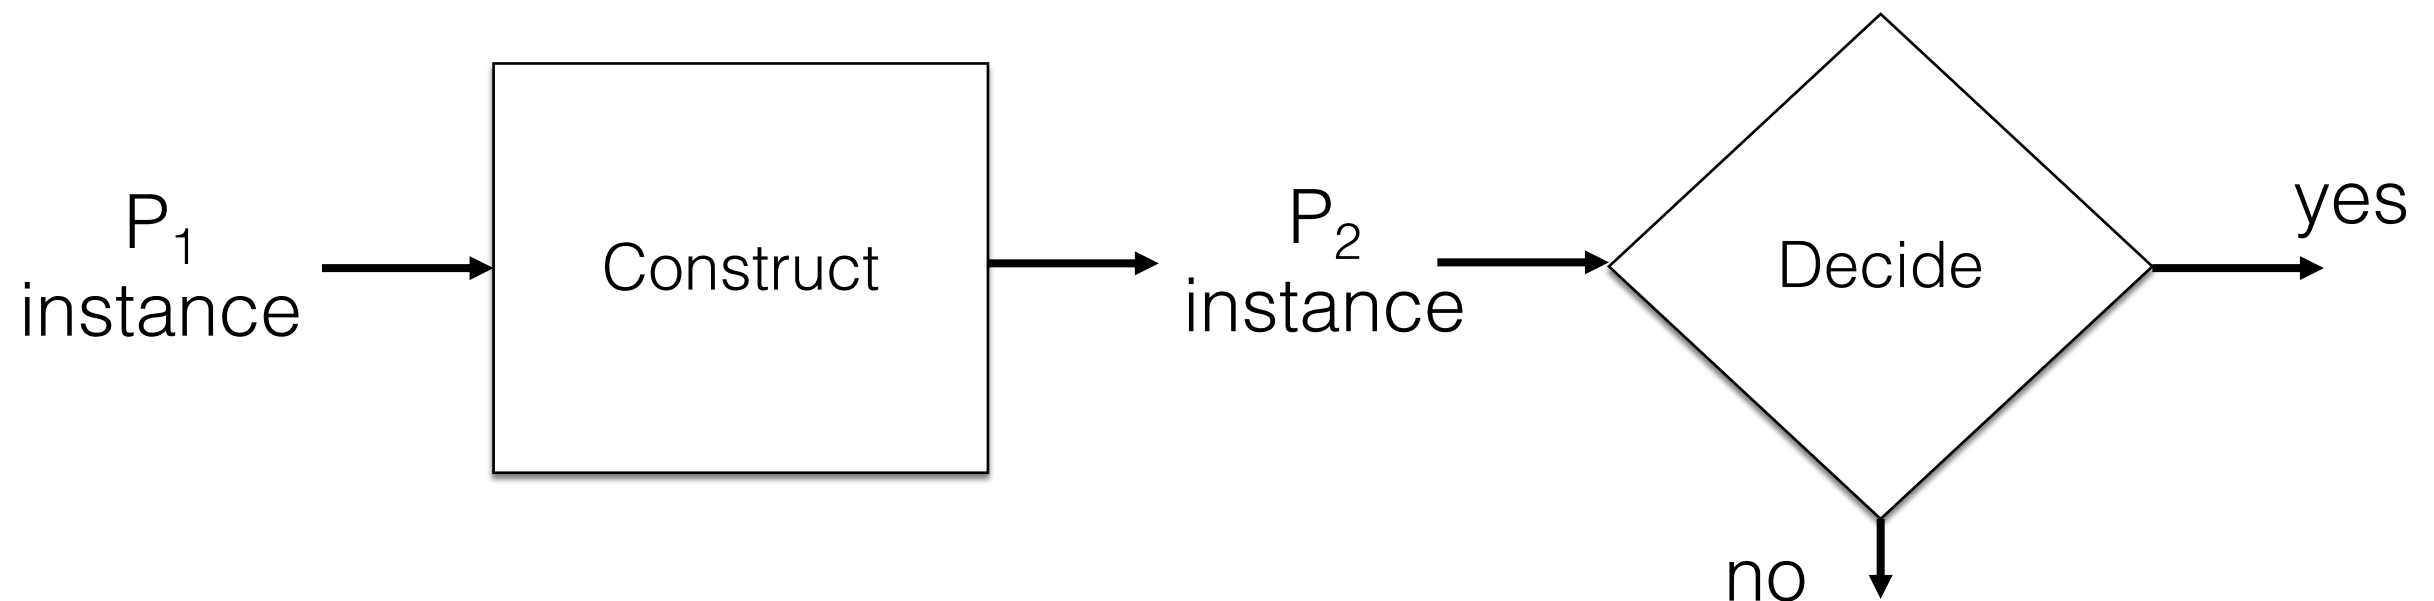 P₁
instance
Construct
P₂
instance
Decide
yes
no